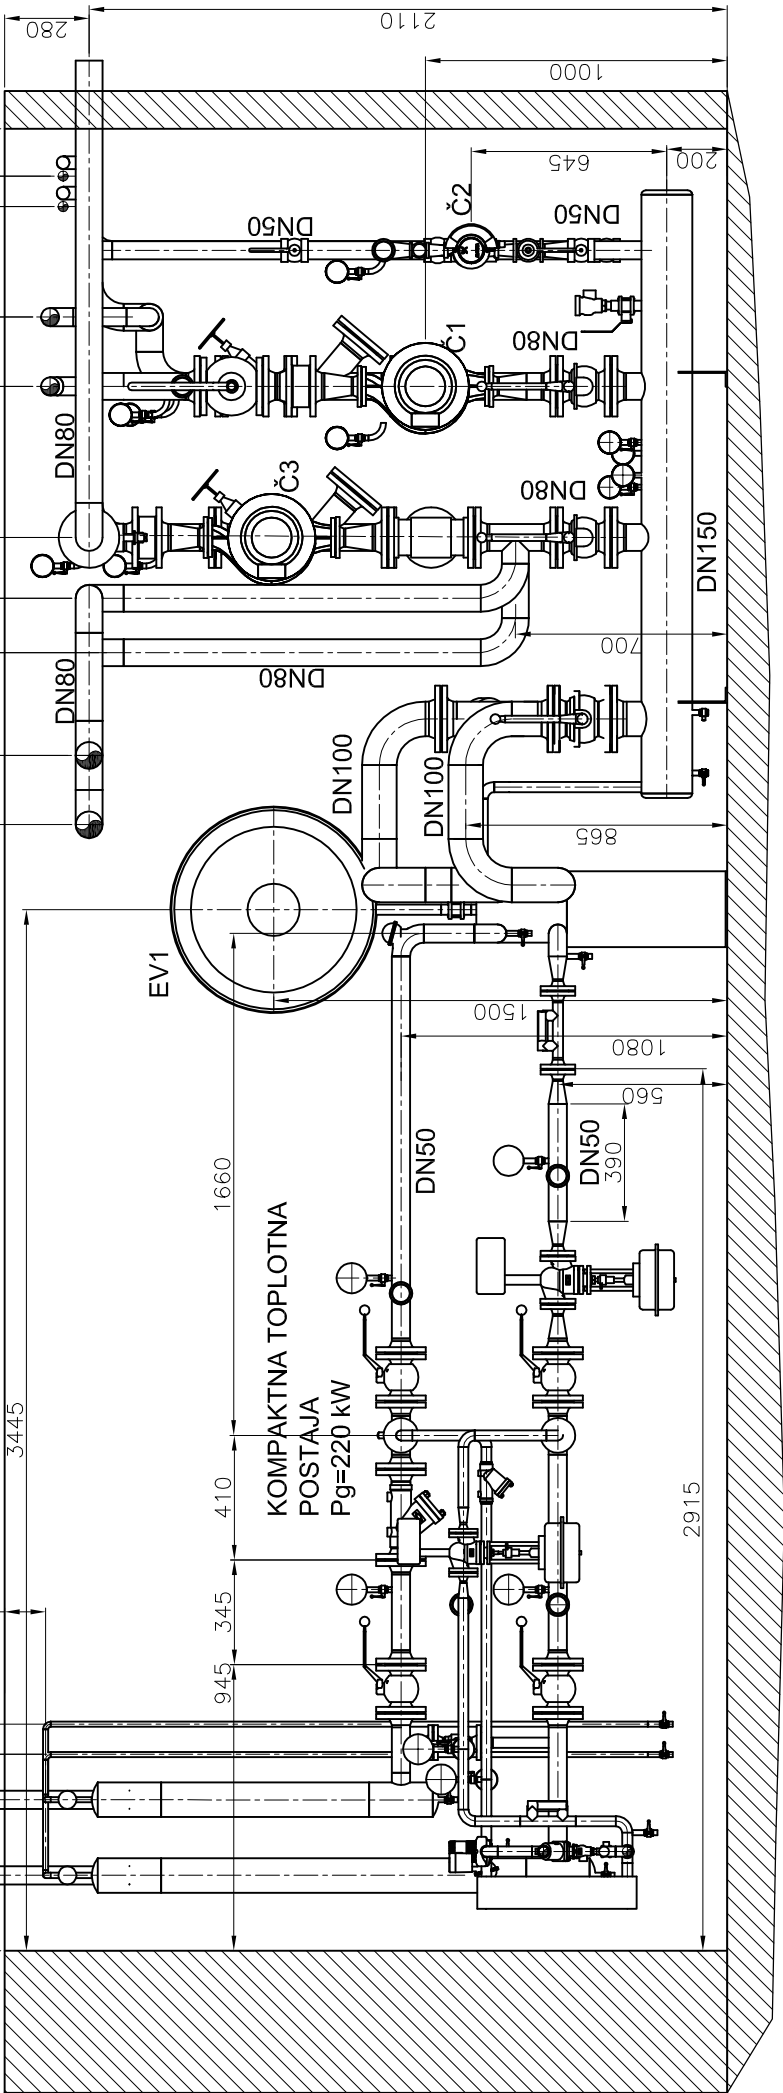 280
2110
1000
645
200
DN50
Č2
DN50
DN80
Č1
DN80
DN80
Č3
DN80
DN150
DN80
DN80
700
DN100
DN100
865
EV1
1500
1080
560
DN50
DN50
390
1660
KOMPAKTNA TOPLOTNA
POSTAJA
Pg=220 kW
3445
410
2915
345
945